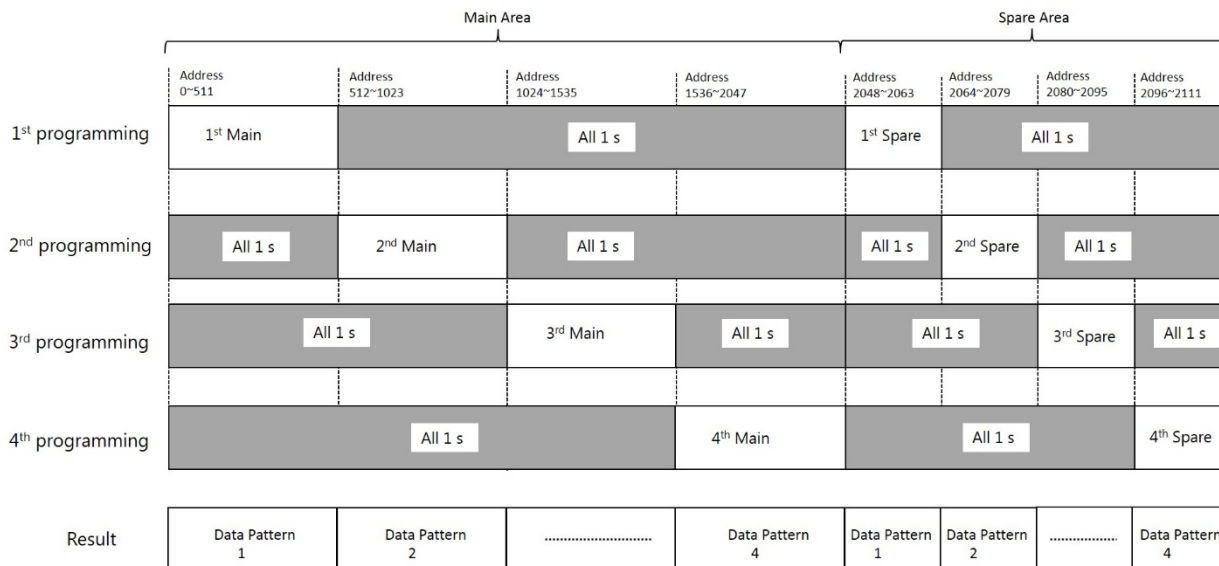 Main Area
Spare Area
Address
0~511
Address
512~1023
Address
1024~1535
Address
1536~2047
Address
2048~2063
Address
2064~2079
Address
2080~2095
Address
2096~2111
1st programming
1st Main
All 1 s
1st Spare
All 1 s
2nd programming
All 1 s
2nd Main
All 1 s
All 1 s
2nd Spare
All 1 s
3rd programming
All 1 s
3rd Main
All 1 s
All 1 s
3rd Spare
All 1 s
4th programming
All 1 s
4th Main
All 1 s
4th Spare
Result
Data Pattern
1
Data Pattern
2
............................
Data Pattern
4
Data Pattern
1
Data Pattern
2
.................
Data Pattern
4